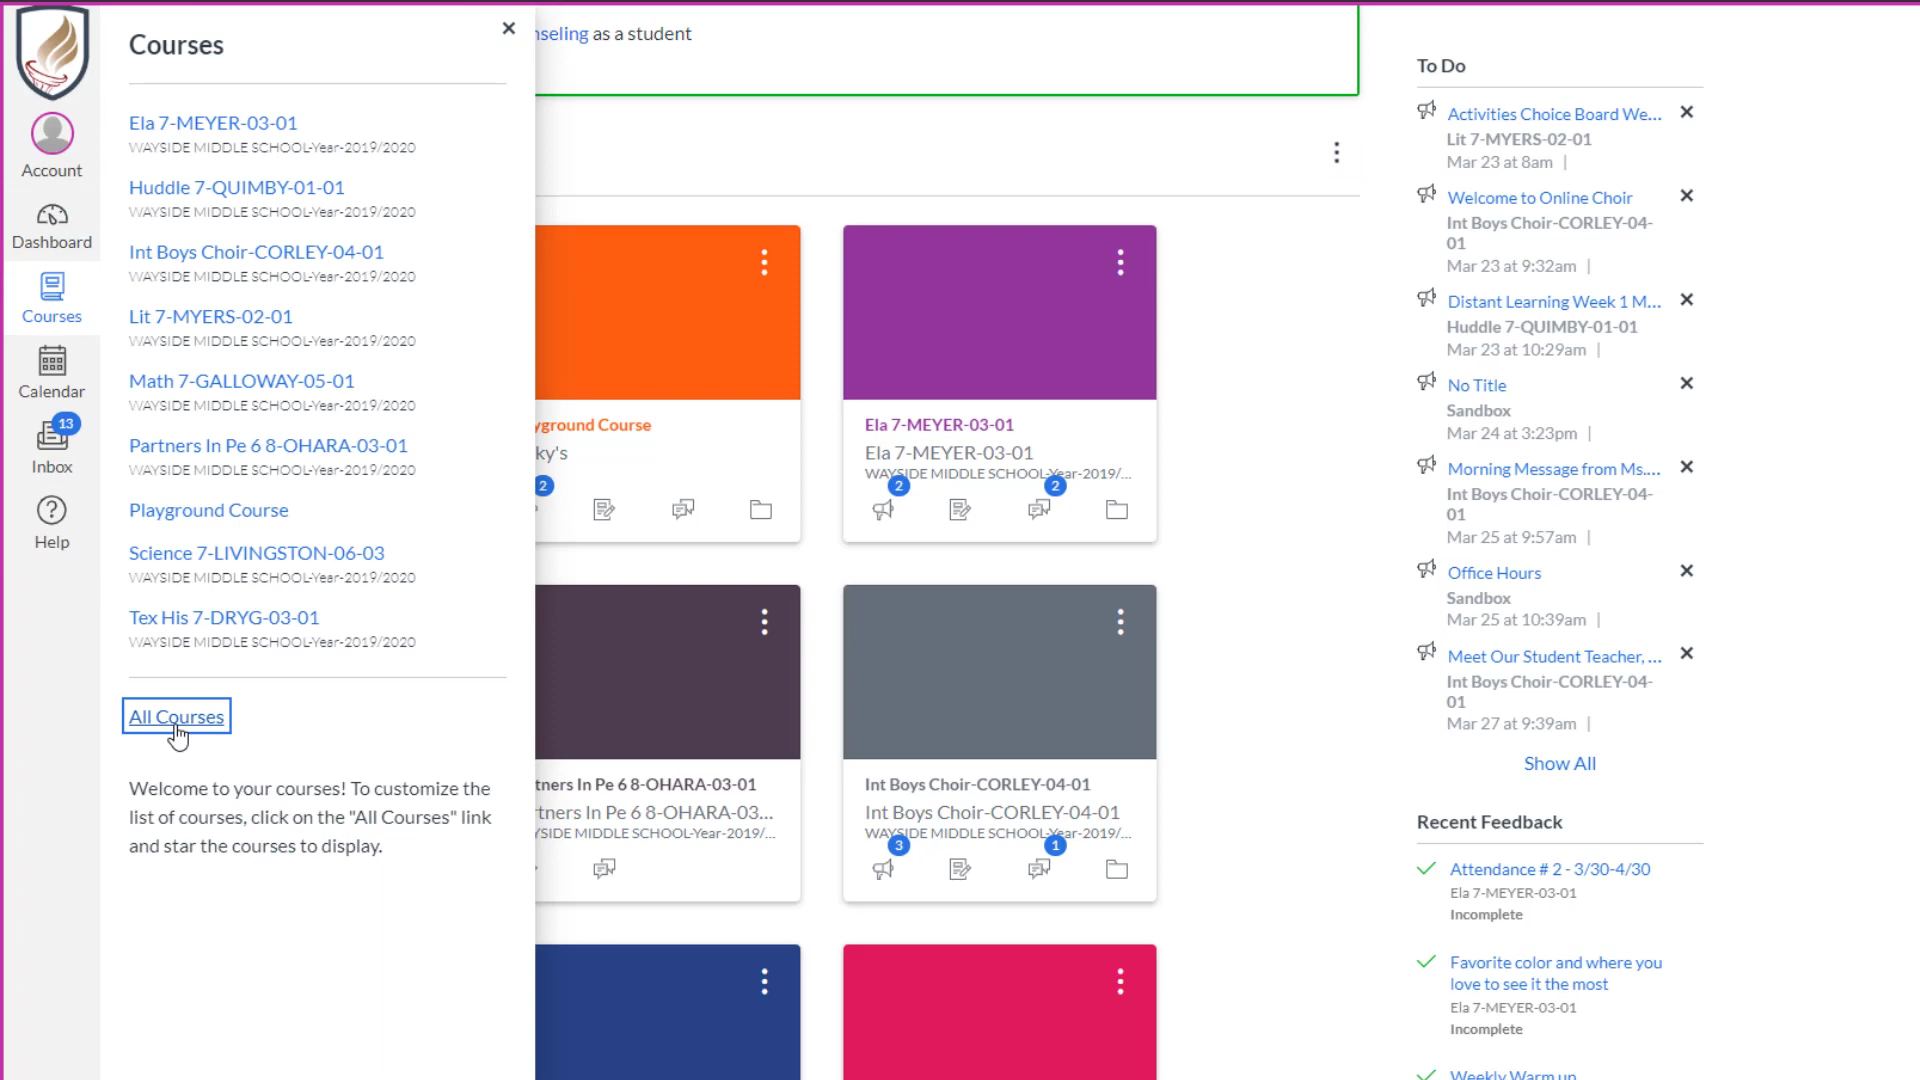 Account
Dashboard
Courses
Calendar
13
Inbox
Help
Courses
Ela 7-MEYER-03-01
WAYSIDE MIDDLE SCHOOL-Year-2019/2020
Huddle 7-QUIMBY-01-01
WAYSIDE MIDDLE SCHOOL-Year-2019/2020
Int Boys Choir-CORLEY-04-01
WAYSIDE MIDDLE SCHOOL-Year-2019/2020
Lit 7-MYERS-02-01
WAYSIDE MIDDLE SCHOOL-Year-2019/2020
Math 7-GALLOWAY-05-01
WAYSIDE MIDDLE SCHOOL-Year-2019/2020
Partners In Pe 6 8-OHARA-03-01
WAYSIDE MIDDLE SCHOOL-Year-2019/2020
Playground Course
Science 7-LIVINGSTON-06-03
WAYSIDE MIDDLE SCHOOL-Year-2019/2020
Tex His 7-DRYG-03-01
WAYSIDE MIDDLE SCHOOL-Year-2019/2020
All Courses
Welcome to your courses! To customize the
list of courses, click on the "All Courses" link
and star the courses to display.
nseling as a student
yground Course
ky's
2
Ela 7-MEYER-03-01
Ela 7-MEYER-03-01
WAYSIDE MIDDLE SCHOOL-Year-2019/...
2
2
tners In Pe 6 8-OHARA-03-01
rtners In Pe 6 8-OHARA-03...
YSIDE MIDDLE SCHOOL-Year-2019/...
Int Boys Choir-CORLEY-04-01
Int Boys Choir-CORLEY-04-01
WAYSIDE MIDDLE SCHOOL-Year-2019/...
3
1
To Do
Activities Choice Board We...
Lit 7-MYERS-02-01
Mar 23 at 8am |
Welcome to Online Choir
Int Boys Choir-CORLEY-04-
01
Mar 23 at 9:32am |
Distant Learning Week 1 M...
Huddle 7-QUIMBY-01-01
Mar 23 at 10:29am |
No Title
Sandbox
Mar 24 at 3:23pm |
Morning Message from Ms....
Int Boys Choir-CORLEY-04-
01
Mar 25 at 9:57am |
Office Hours
Sandbox
Mar 25 at 10:39am |
Meet Our Student Teacher, ...
Int Boys Choir-CORLEY-04-
01
Mar 27 at 9:39am |
Show All
Recent Feedback
Attendance # 2 - 3/30-4/30
Ela 7-MEYER-03-01
Incomplete
Favorite color and where you
love to see it the most
Ela 7-MEYER-03-01
Incomplete
Weekly Warm up